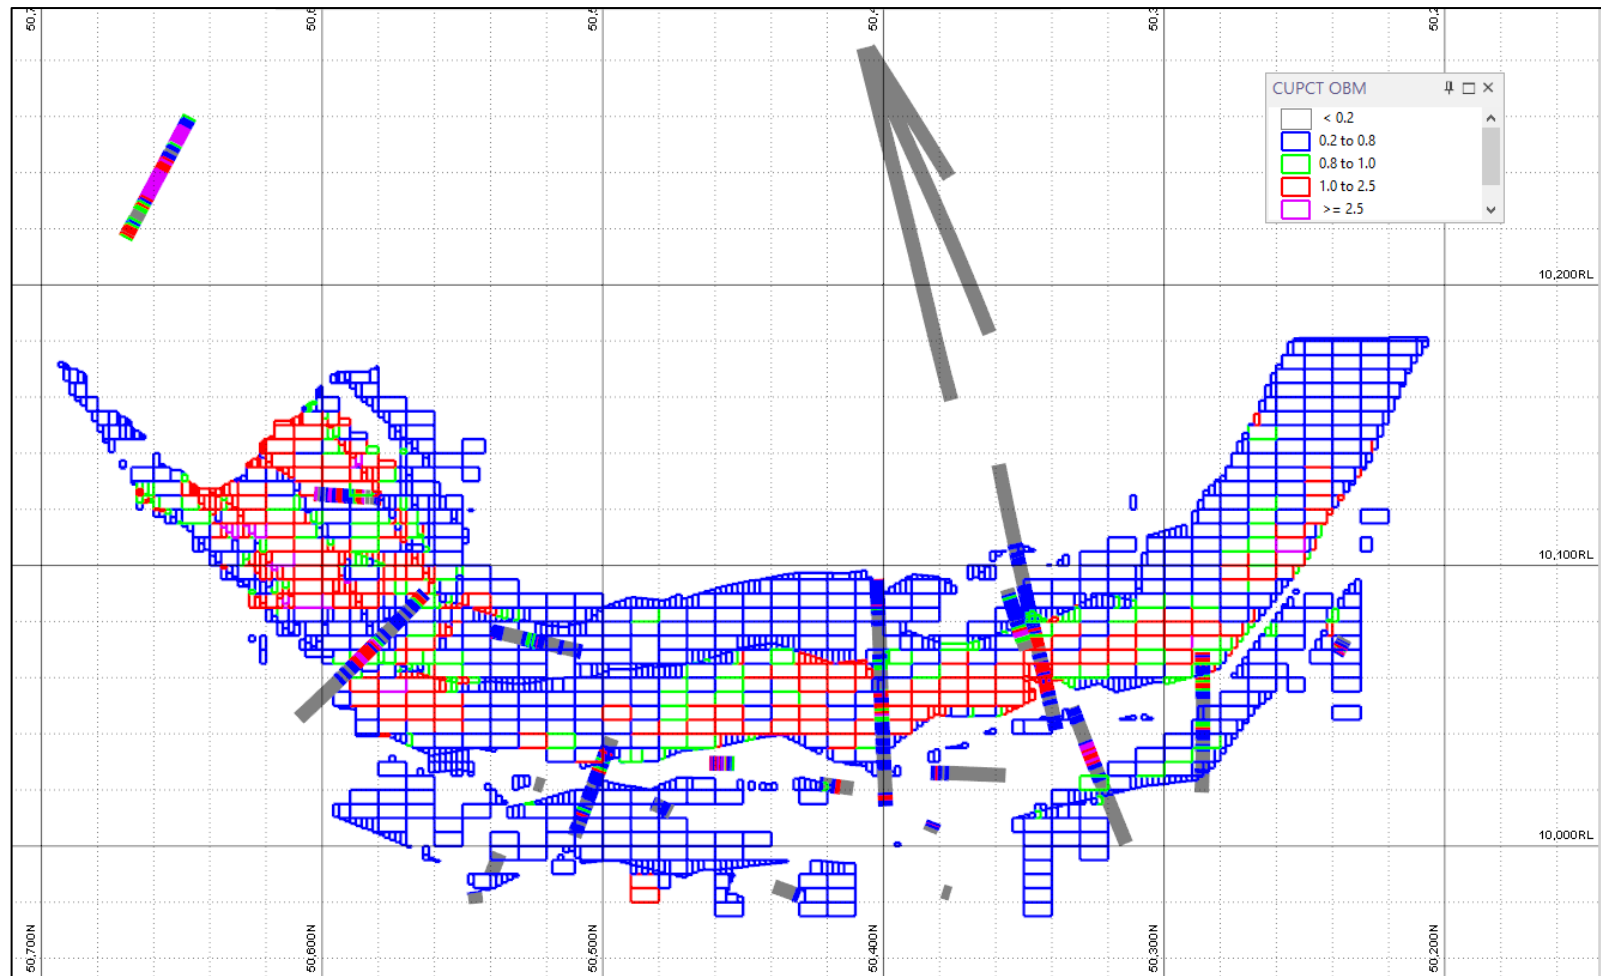 CUPCT OBM
< 0.2
0.2 to 0.8
0.8 to 1.0
1.0 to 2.5
>= 2.5
10,200RL
10,100RL
10,000RL
50,700N
50,600N
50,500N
50,400N
50,300N
50,200N